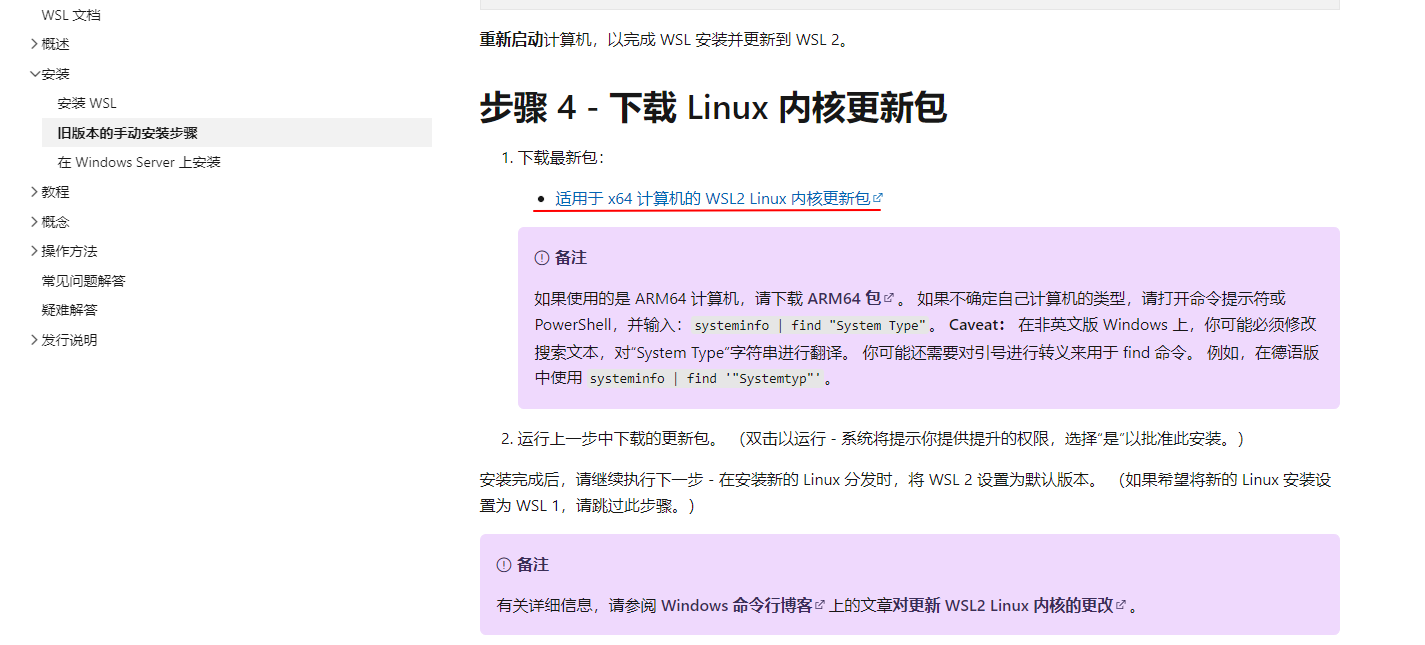 WSL 文档
概述
安装
安装 WSL
旧版本的手动安装步骤
在 Windows Server 上安装
教程
概念
操作方法
常见问题解答
疑难解答
发行说明
重新启动计算机，以完成 WSL 安装并更新到 WSL 2。
步骤 4 - 下载 Linux 内核更新包
1. 下载最新包：
• 适用于 x64 计算机的 WSL2 Linux 内核更新包
备注
如果使用的是 ARM64 计算机，请下载 ARM64 包。 如果不确定自己计算机的类型，请打开命令提示符或
PowerShell，并输入：systeminfo | find "System Type"。 Caveat： 在非英文版 Windows 上，你可能必须修改
搜索文本，对“System Type”字符串进行翻译。 你可能还需要对引号进行转义来用于 find 命令。 例如，在德语版
中使用 systeminfo | find '"Systemtyp"'。
2. 运行上一步中下载的更新包。 （双击以运行 - 系统将提示你提供提升的权限，选择“是”以批准此安装。）
安装完成后，请继续执行下一步 - 在安装新的 Linux 分发时，将 WSL 2 设置为默认版本。 （如果希望将新的 Linux 安装设
置为 WSL 1，请跳过此步骤。）
备注
有关详细信息，请参阅 Windows 命令行博客上的文章对更新 WSL2 Linux 内核的更改。